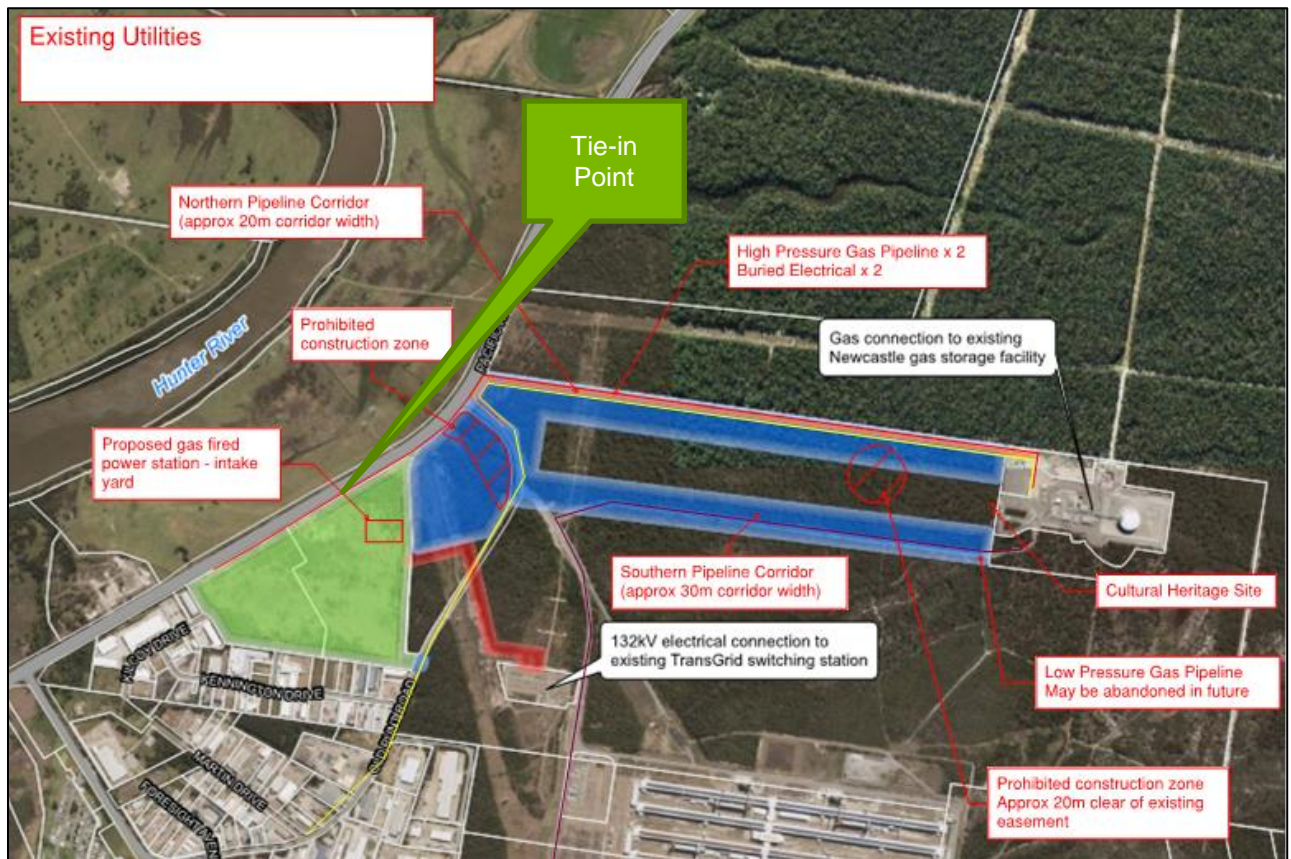 Existing Utilities
Tie-in
Point
Northern Pipeline Corridor
(approx 20m corridor width)
High Pressure Gas Pipeline x 2
Buried Electrical x 2
Prohibited
construction zone
Gas connection to existing
Newcastle gas storage facility
Hunter River
Proposed gas fired
power station - intake
yard
Southern Pipeline Corridor
(approx 30m corridor width)
Cultural Heritage Site
132kV electrical connection to
existing TransGrid switching station
Low Pressure Gas Pipeline
May be abandoned in future
KENNINGTON DRIVE
MARTIN DRIVE
Prohibited construction zone
Approx 20m clear of existing
easement